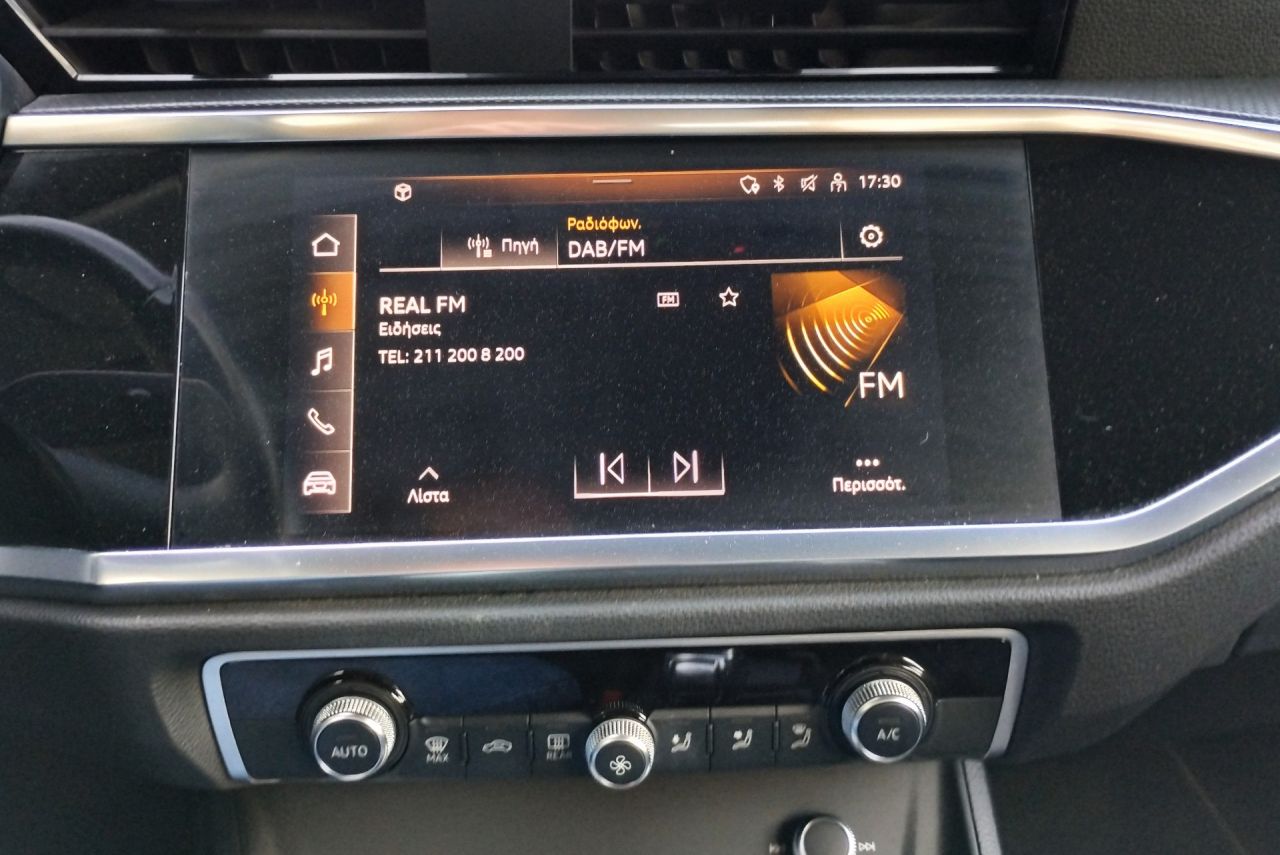 17:30
Ραδιόφων.
Πηγή
DAB/FM
REAL FM
FM
Ειδήσεις
TEL: 211 200 8 200
FM
Λίστα
Περισσότ.
AUTO
MAX
REAR
A/C